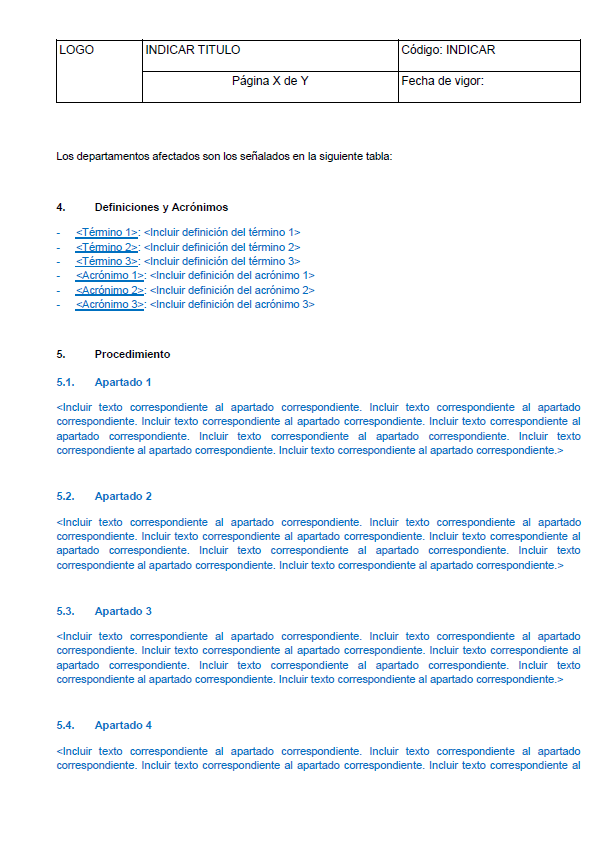 LOGO
INDICAR TITULO
Código: INDICAR
Página X de Y
Fecha de vigor:
Los departamentos afectados son los señalados en la siguiente tabla:
4. Definiciones y Acrónimos
- <Término 1>: <Incluir definición del término 1>
- <Término 2>: <Incluir definición del término 2>
- <Término 3>: <Incluir definición del término 3>
- <Acrónimo 1>: <Incluir definición del acrónimo 1>
- <Acrónimo 2>: <Incluir definición del acrónimo 2>
- <Acrónimo 3>: <Incluir definición del acrónimo 3>
5. Procedimiento
5.1. Apartado 1
<Incluir texto correspondiente al apartado correspondiente. Incluir texto correspondiente al apartado
correspondiente. Incluir texto correspondiente al apartado correspondiente. Incluir texto correspondiente al
apartado correspondiente. Incluir texto correspondiente al apartado correspondiente. Incluir texto
correspondiente al apartado correspondiente. Incluir texto correspondiente al apartado correspondiente.>
5.2. Apartado 2
<Incluir texto correspondiente al apartado correspondiente. Incluir texto correspondiente al apartado
correspondiente. Incluir texto correspondiente al apartado correspondiente. Incluir texto correspondiente al
apartado correspondiente. Incluir texto correspondiente al apartado correspondiente. Incluir texto
correspondiente al apartado correspondiente. Incluir texto correspondiente al apartado correspondiente.>
5.3. Apartado 3
<Incluir texto correspondiente al apartado correspondiente. Incluir texto correspondiente al apartado
correspondiente. Incluir texto correspondiente al apartado correspondiente. Incluir texto correspondiente al
apartado correspondiente. Incluir texto correspondiente al apartado correspondiente. Incluir texto
correspondiente al apartado correspondiente. Incluir texto correspondiente al apartado correspondiente.>
5.4. Apartado 4
<Incluir texto correspondiente al apartado correspondiente. Incluir texto correspondiente al apartado
correspondiente. Incluir texto correspondiente al apartado correspondiente. Incluir texto correspondiente al